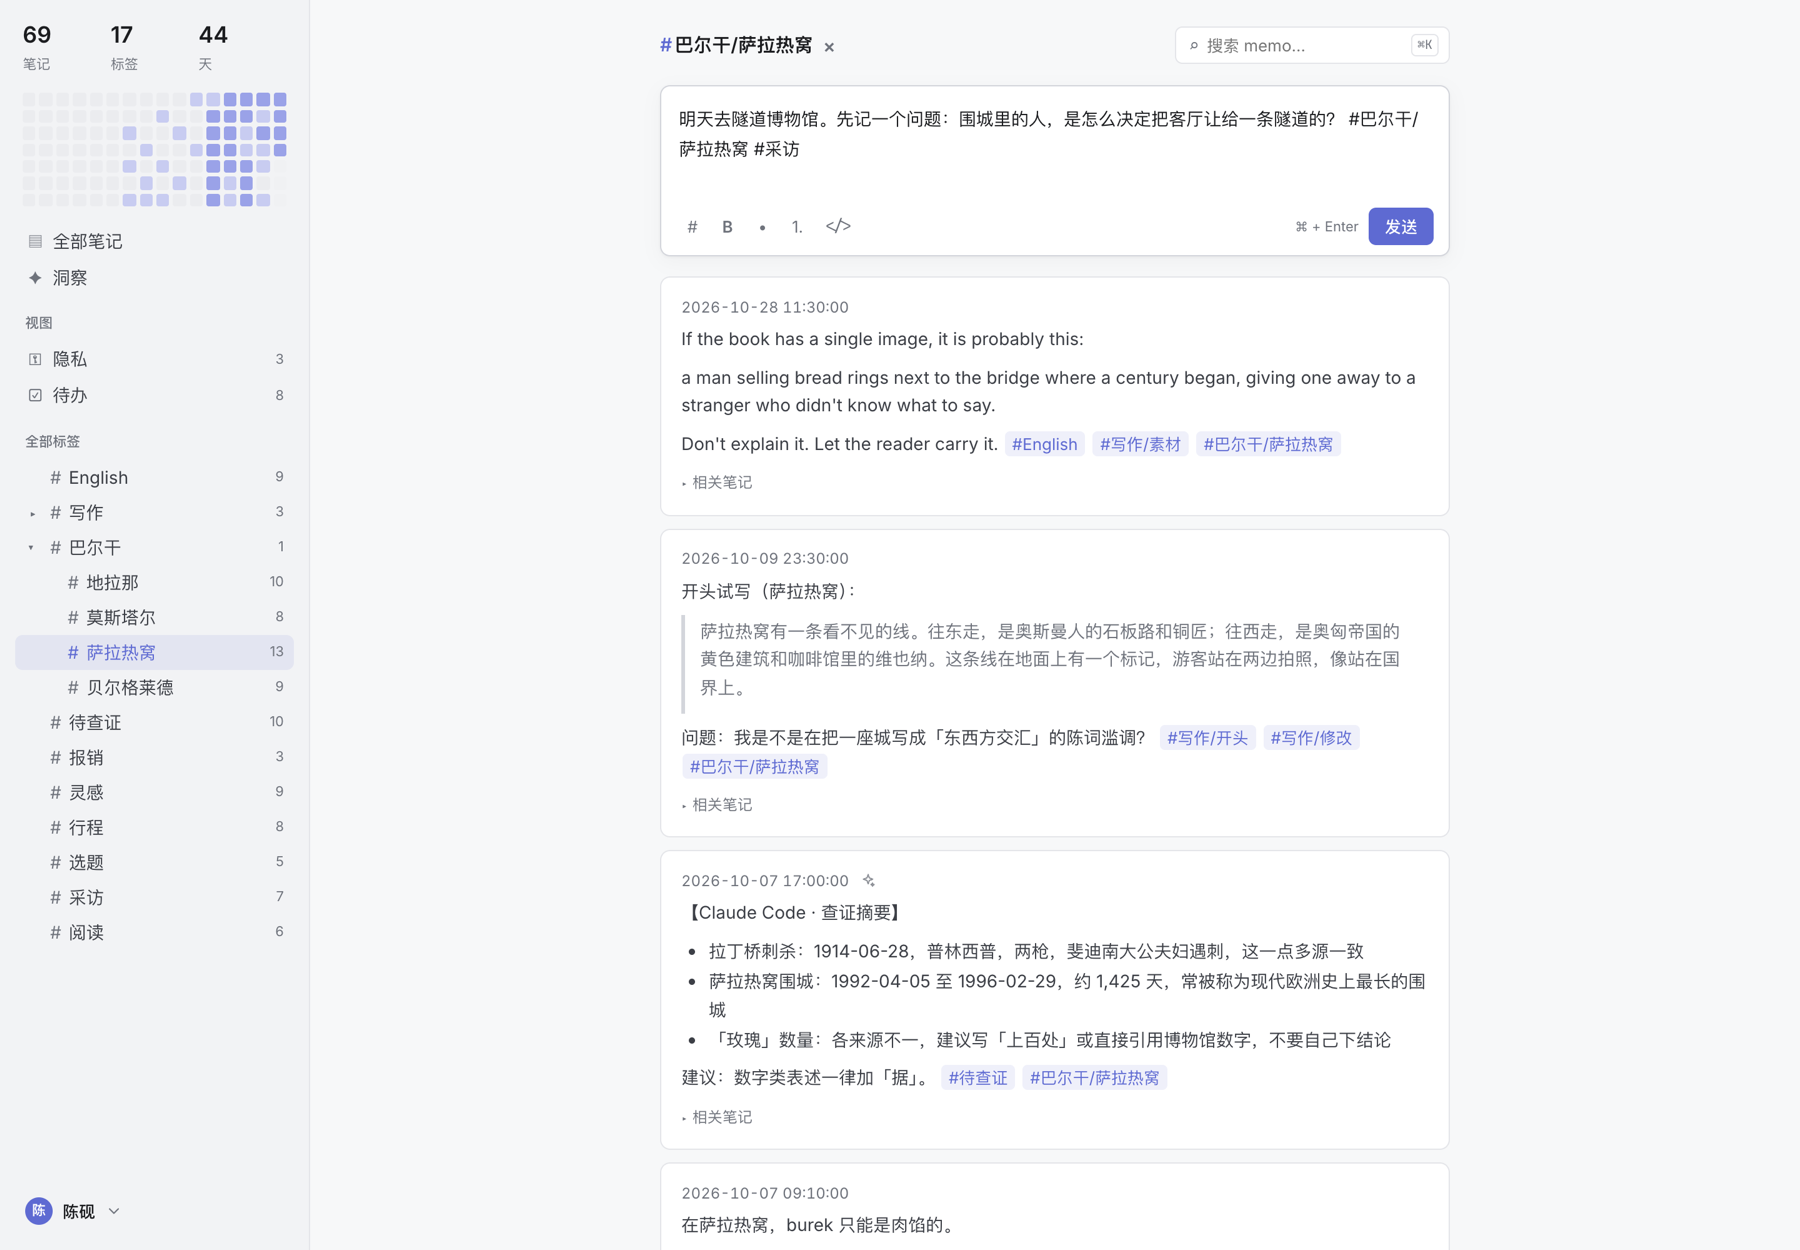 69
笔记
17
标签
44
天
全部笔记
洞察
视图
隐私 3
待办 8
全部标签
# English 9
# 写作 3
# 巴尔干 1
# 地拉那 10
# 莫斯塔尔 8
# 萨拉热窝 13
# 贝尔格莱德 9
# 待查证 10
# 报销 3
# 灵感 9
# 行程 8
# 选题 5
# 采访 7
# 阅读 6
陈 陈砚
#巴尔干/萨拉热窝 ×
搜索 memo... ⌘K
明天去隧道博物馆。先记一个问题：围城里的人，是怎么决定把客厅让给一条隧道的？ #巴尔干/
萨拉热窝 #采访
# B • 1. </> ⌘ + Enter 发送
2026-10-28 11:30:00
If the book has a single image, it is probably this:
a man selling bread rings next to the bridge where a century began, giving one away to a
stranger who didn't know what to say.
Don't explain it. Let the reader carry it. #English #写作/素材 #巴尔干/萨拉热窝
相关笔记
2026-10-09 23:30:00
开头试写（萨拉热窝）：
萨拉热窝有一条看不见的线。往东走，是奥斯曼人的石板路和铜匠；往西走，是奥匈帝国的
黄色建筑和咖啡馆里的维也纳。这条线在地面上有一个标记，游客站在两边拍照，像站在国
界上。
问题：我是不是在把一座城写成「东西方交汇」的陈词滥调？ #写作/开头 #写作/修改
#巴尔干/萨拉热窝
相关笔记
2026-10-07 17:00:00
【Claude Code · 查证摘要】
• 拉丁桥刺杀：1914-06-28，普林西普，两枪，斐迪南大公夫妇遇刺，这一点多源一致
• 萨拉热窝围城：1992-04-05 至 1996-02-29，约 1,425 天，常被称为现代欧洲史上最长的围
城
• 「玫瑰」数量：各来源不一，建议写「上百处」或直接引用博物馆数字，不要自己下结论
建议：数字类表述一律加「据」。 #待查证 #巴尔干/萨拉热窝
相关笔记
2026-10-07 09:10:00
在萨拉热窝，burek 只能是肉馅的。